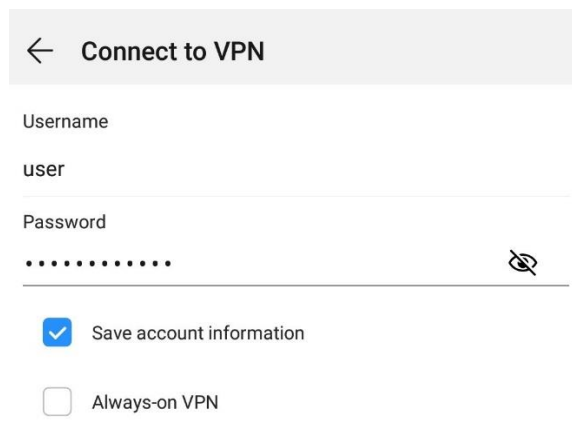 Connect to VPN
Username
user
Password
••••••••••••
Save account information
Always-on VPN